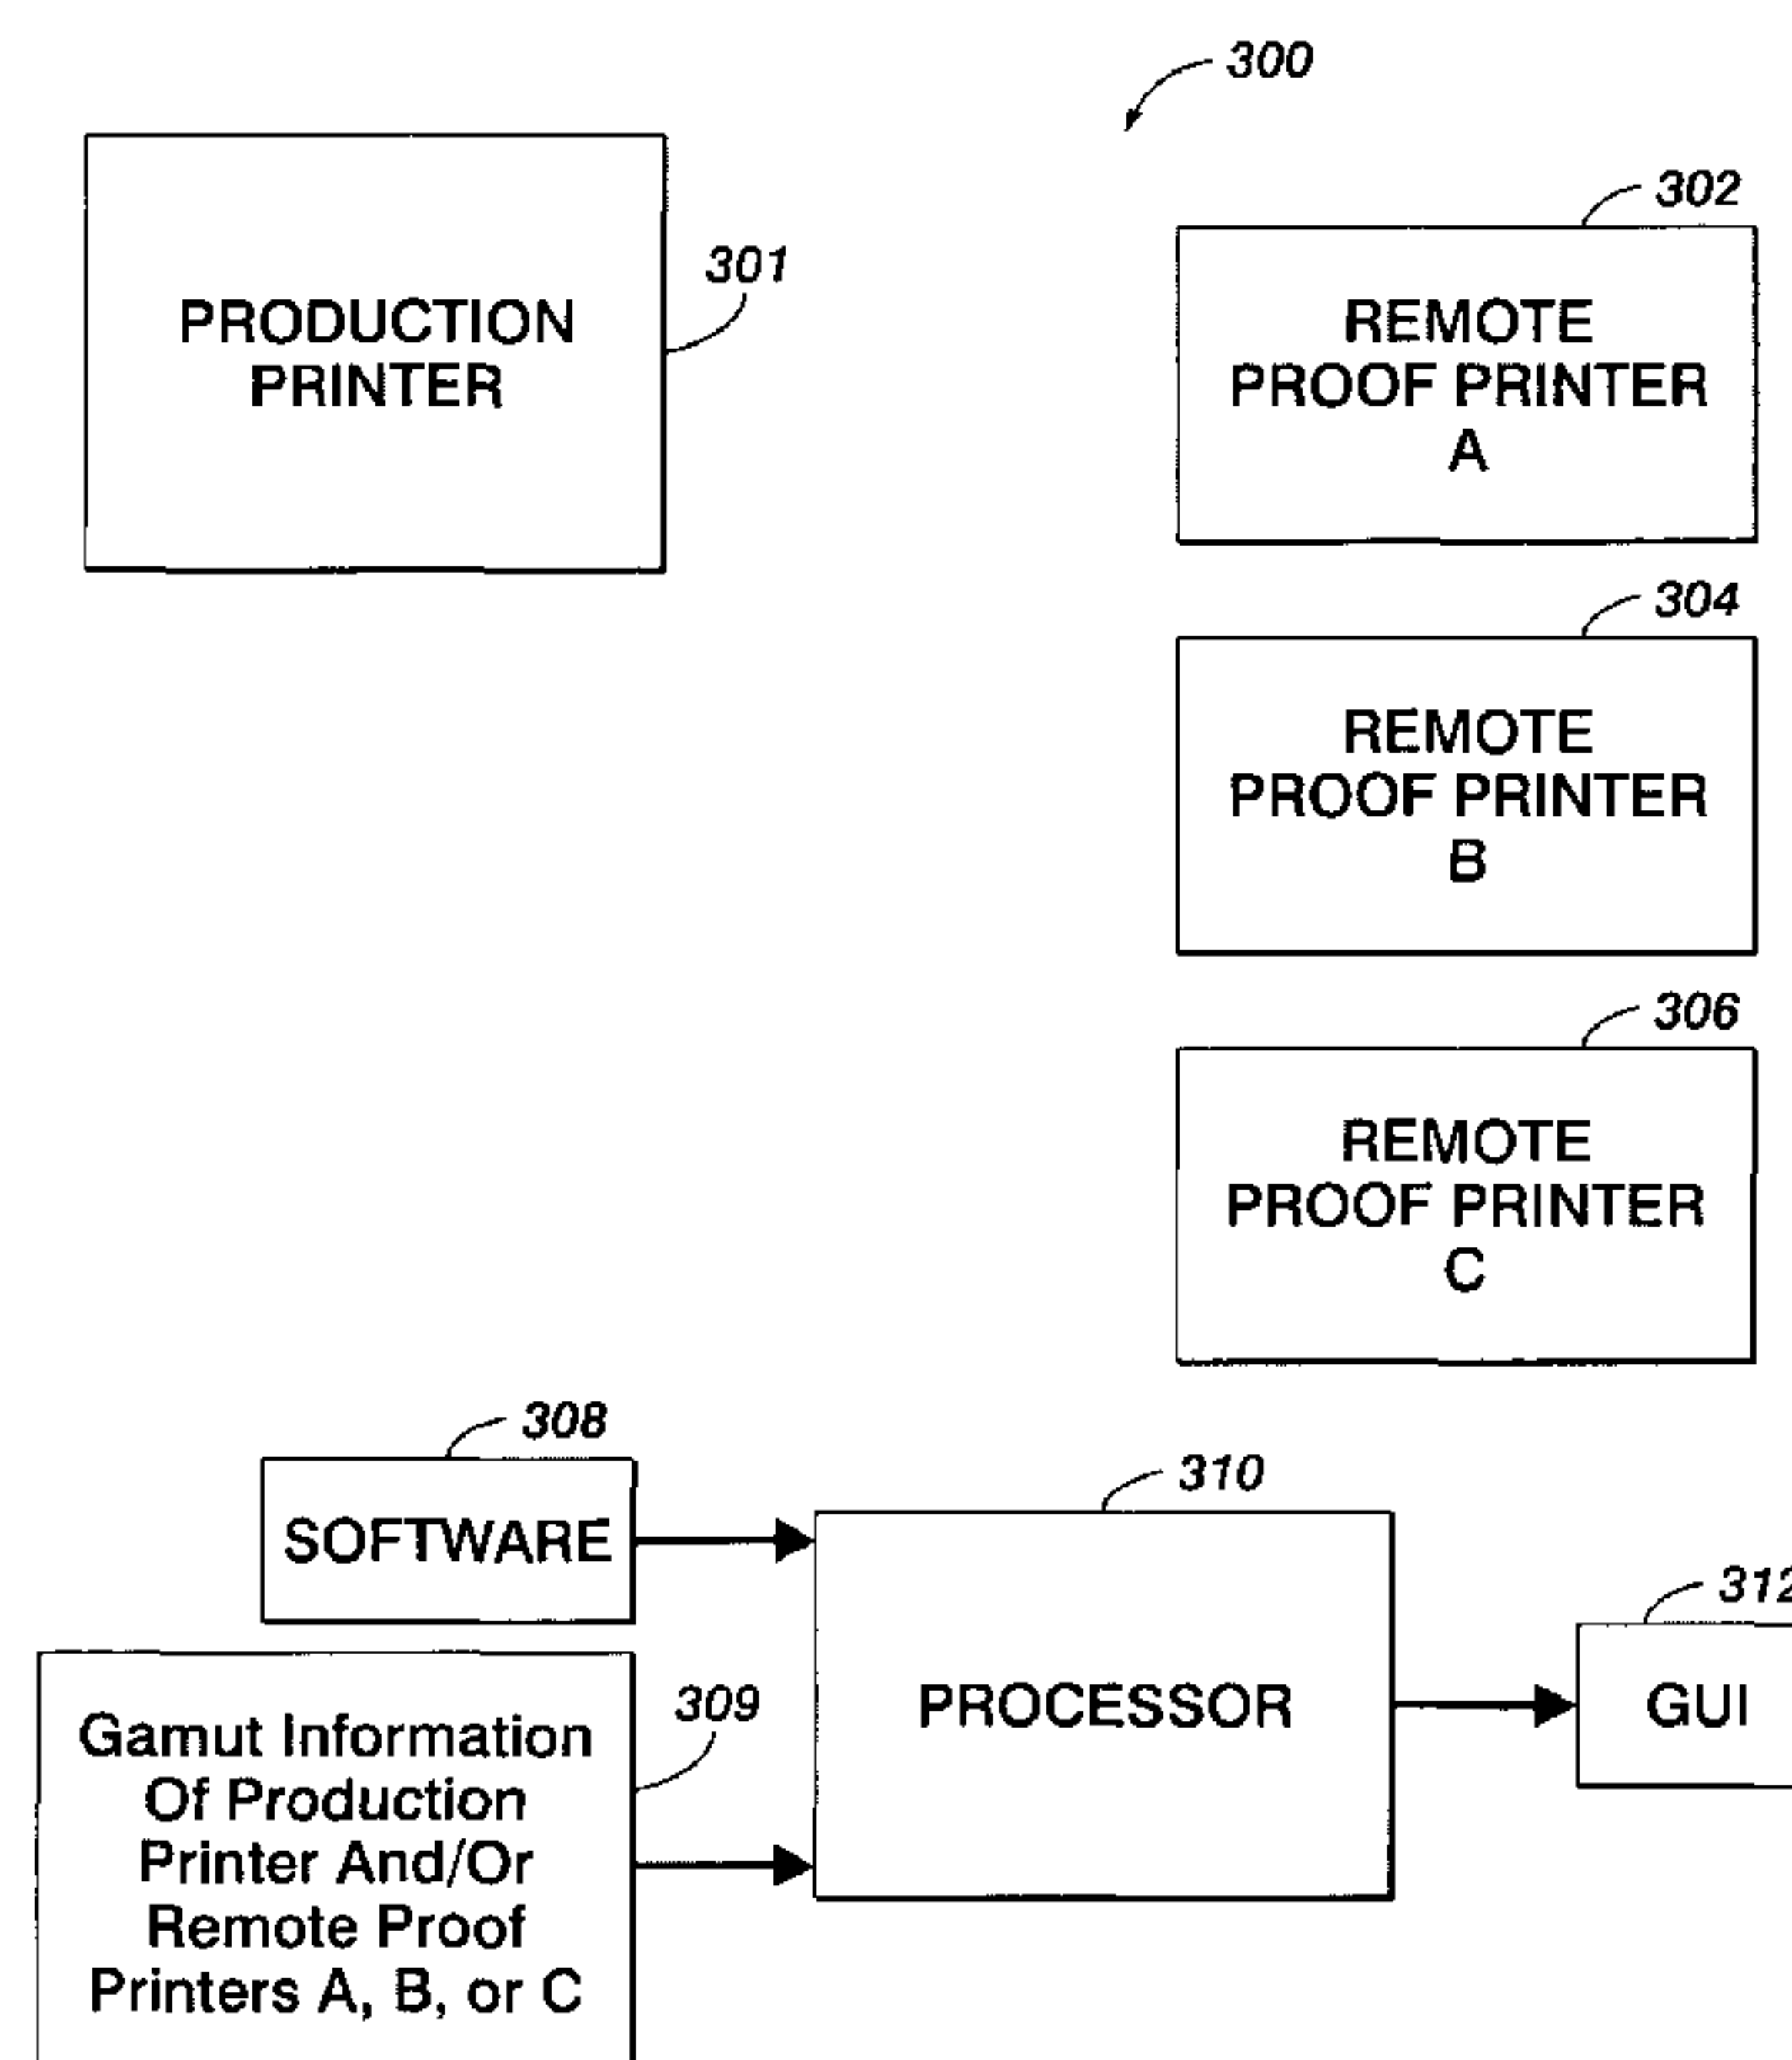 300
302
301
PRODUCTION
PRINTER
REMOTE
PROOF PRINTER
A
304
REMOTE
PROOF PRINTER
B
306
REMOTE
PROOF PRINTER
C
308
SOFTWARE
310
PROCESSOR
312
GUI
309
Gamut Information
Of Production
Printer And/Or
Remote Proof
Printers A, B, or C